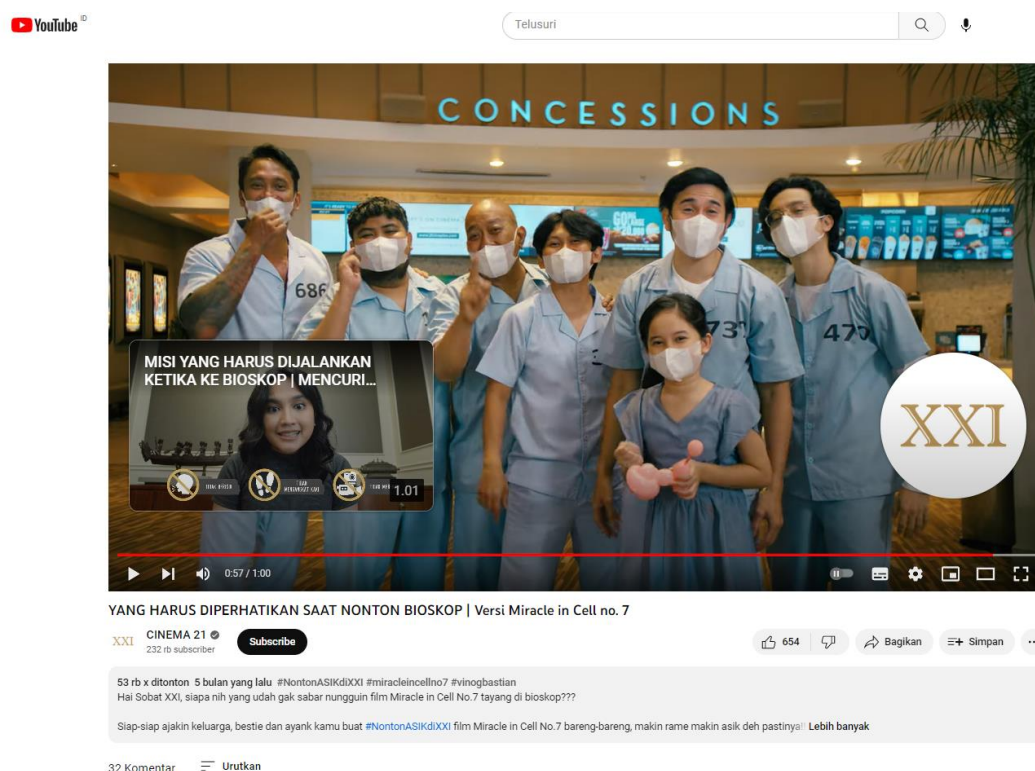 YouTube ID
Telusuri
CONCESSIONS
686
73
470
MISI YANG HARUS DIJALANKAN
KETIKA KE BIOSKOP | MENCURI...
1.01
XXI
0:57 / 1:00
YANG HARUS DIPERHATIKAN SAAT NONTON BIOSKOP | Versi Miracle in Cell no. 7
XXI
CINEMA 21
232 rb subscriber
Subscribe
654
Bagikan
Simpan
53 rb x ditonton 5 bulan yang lalu #NontonASIKdiXXI #miracleincellno7 #vinogbastian
Hai Sobat XXI, siapa nih yang udah gak sabar nungguin film Miracle in Cell No.7 tayang di bioskop???
Siap-siap ajakin keluarga, bestie dan ayank kamu buat #NontonASIKdiXXI film Miracle in Cell No.7 bareng-bareng, makin rame makin asik deh pastinya!! Lebih banyak
32 Komentar
Urutkan